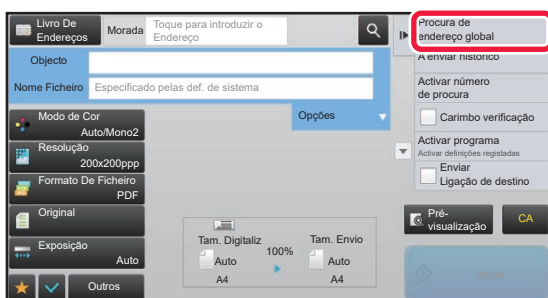 Livro De
Endereços
Morada
Toque para introduzir o
Endereço
Procura de
endereço global
A enviar histórico
Objecto
Nome Ficheiro
Especificado pelas def. de sistema
Activar número
de procura
Modo de
Cor
Auto/Mono2
Opções
Carimbo verificação
Resolução
200x200ppp
Activar programa
Activar definições registadas
Enviar
Ligação de destino
Formato De Ficheiro
PDF
Original
Pré-
visualização
CA
Tam. Digitaliz
100%
Tam. Envio
Auto
Auto
A4
A4
Exposição
Auto
Iniciar
Outros